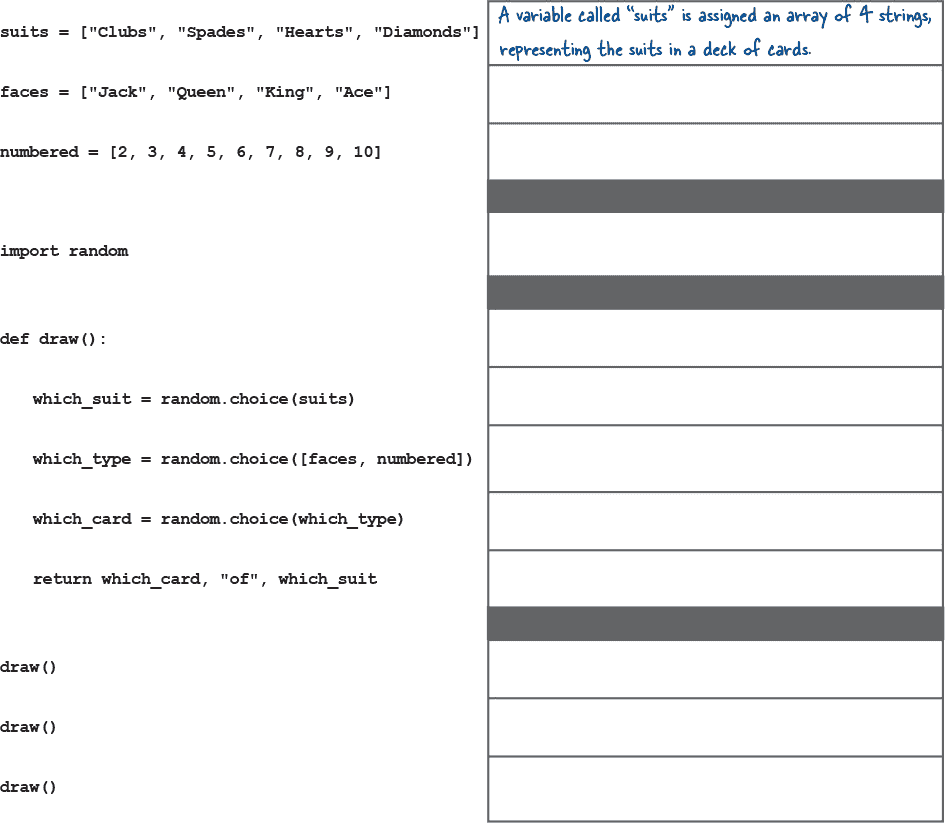 suits = ["Clubs", "Spades", "Hearts", "Diamonds"]
A variable called "suits" is assigned an array of 4 strings,
representing the suits in a deck of cards.
faces = ["Jack", "Queen", "King", "Ace"]
numbered = [2, 3, 4, 5, 6, 7, 8, 9, 10]
import random
def draw():
    which_suit = random.choice(suits)
    which_type = random.choice([faces, numbered])
    which_card = random.choice(which_type)
    return which_card, "of", which_suit
draw()
draw()
draw()